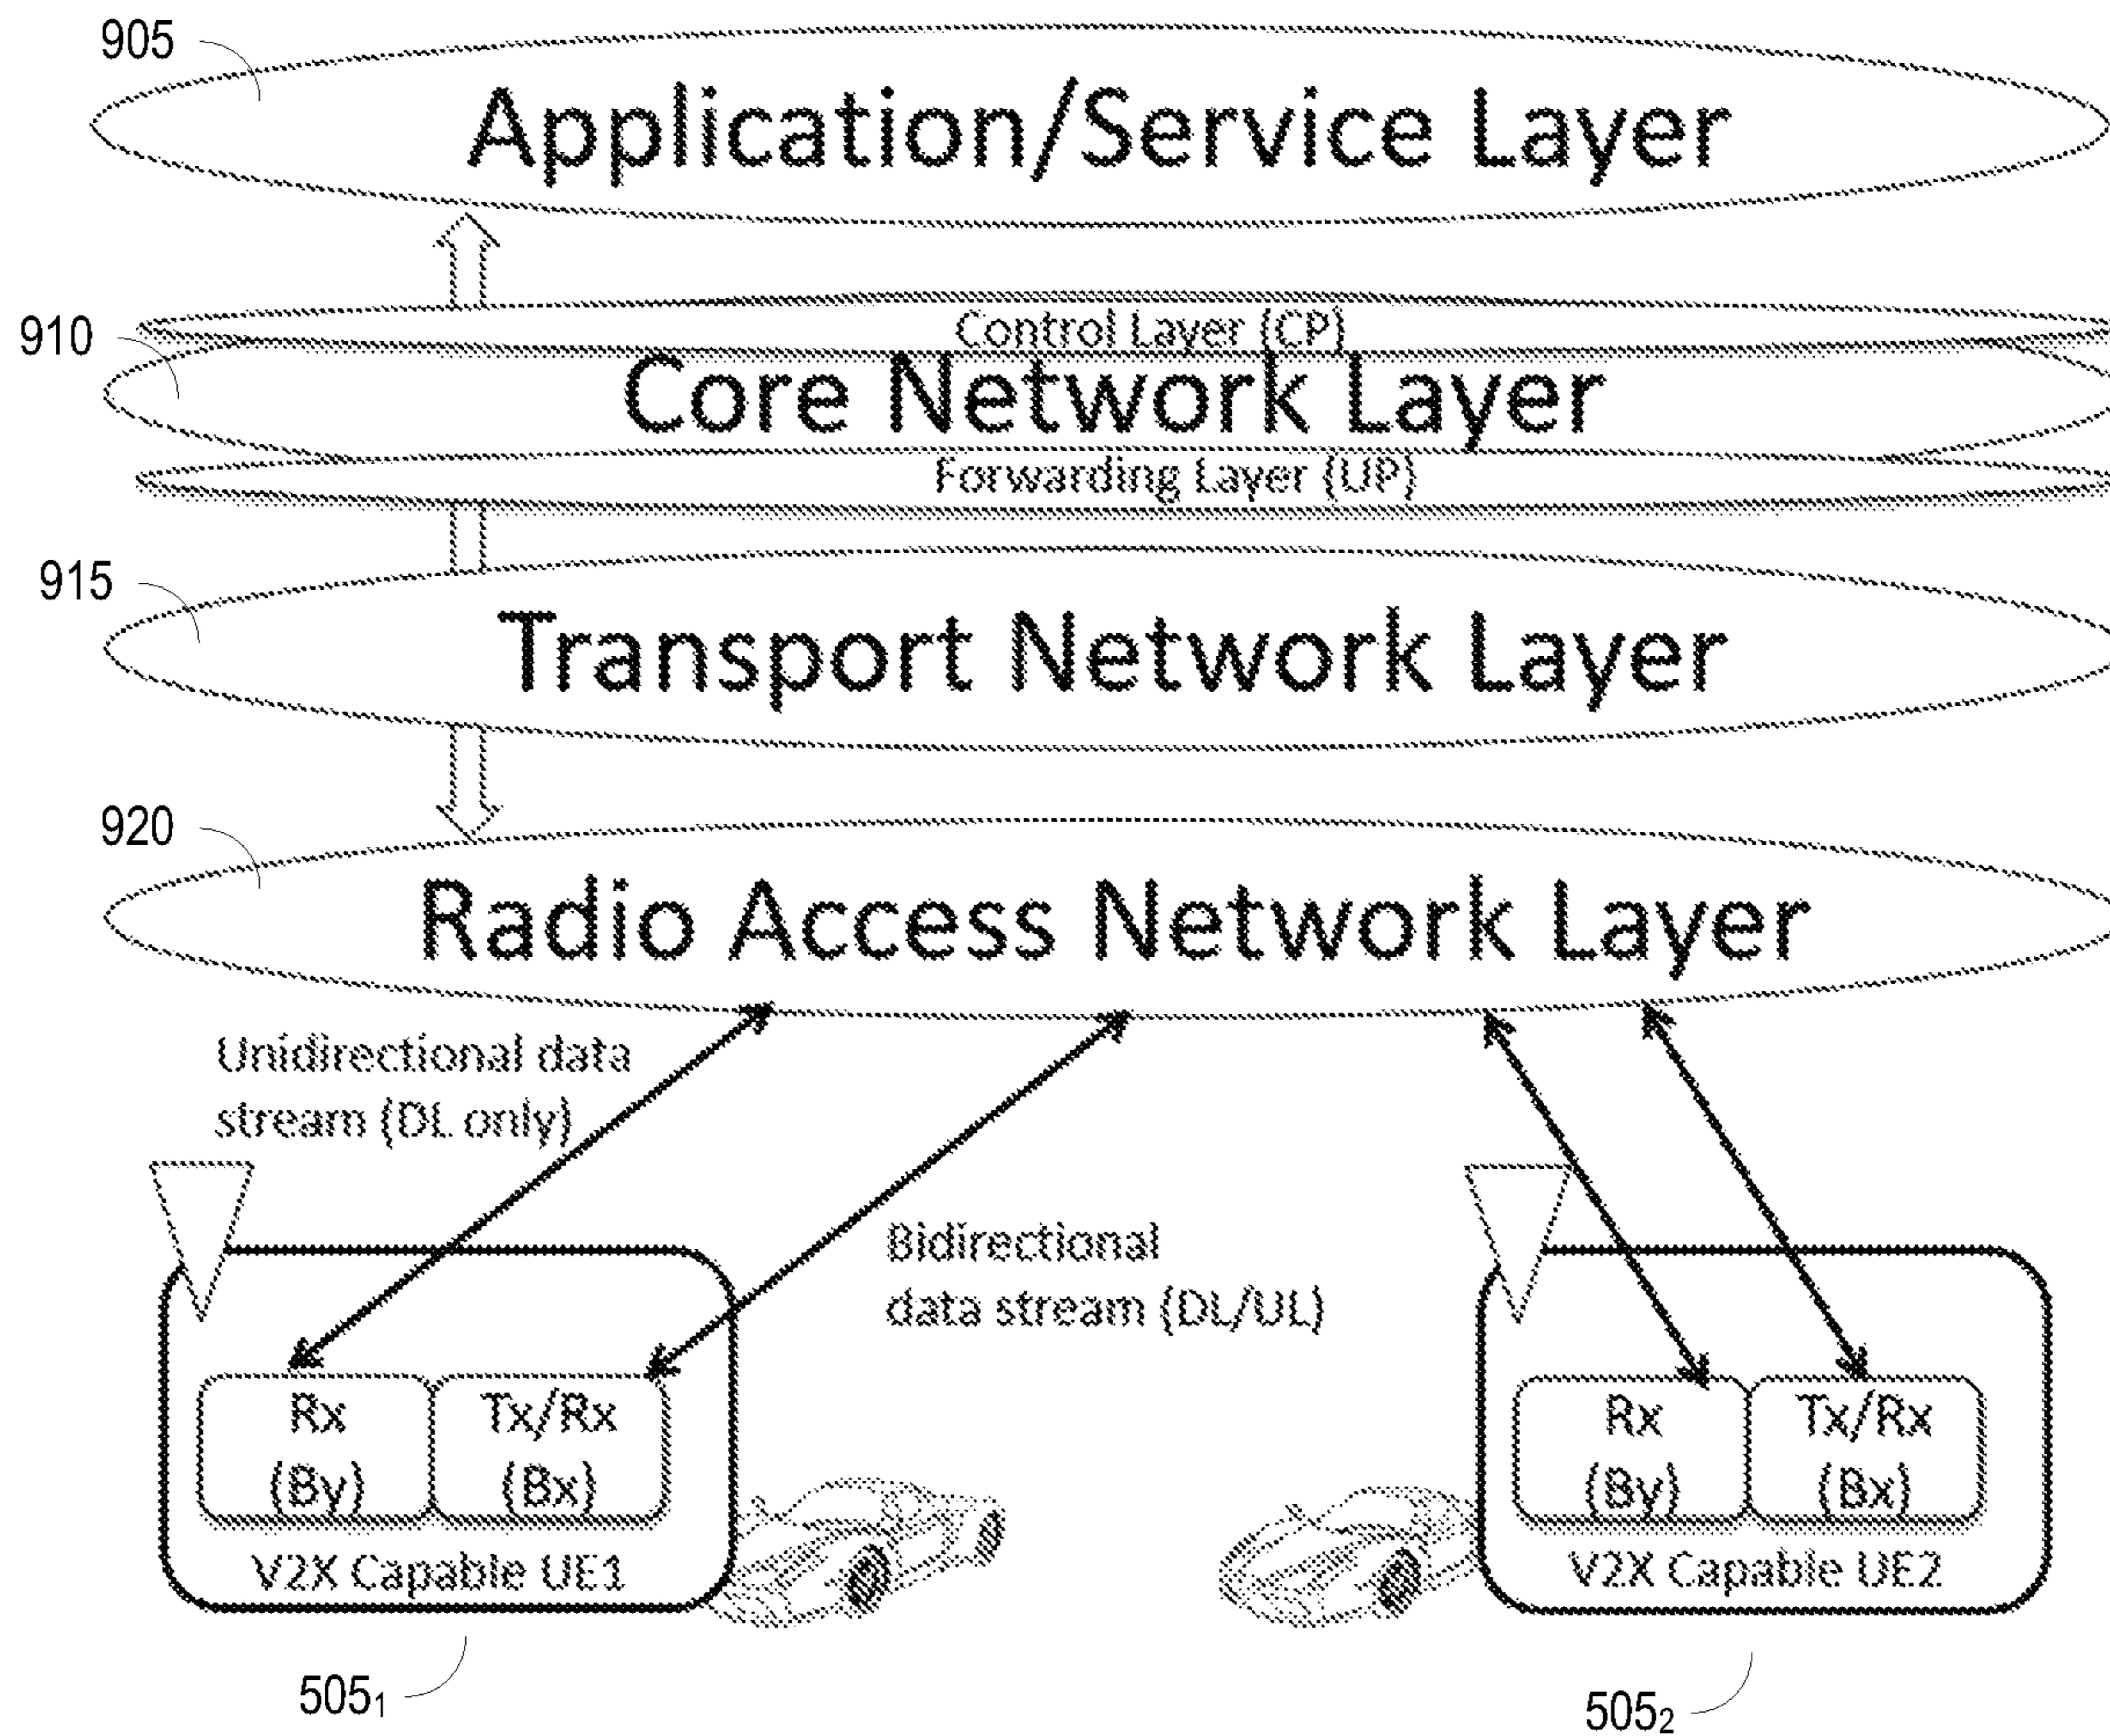 905
Application/Service Layer
910
Control Layer (CP)
Core Network Layer
Forwarding Layer (UP)
915
Transport Network Layer
920
Radio Access Network Layer
Unidirectional data
stream (DL only)
Bidirectional
data stream (DL/UL)
Rx
(By)
Tx/Rx
(Bx)
V2X Capable UE1
Rx
(By)
Tx/Rx
(Bx)
V2X Capable UE2
505₁
505₂